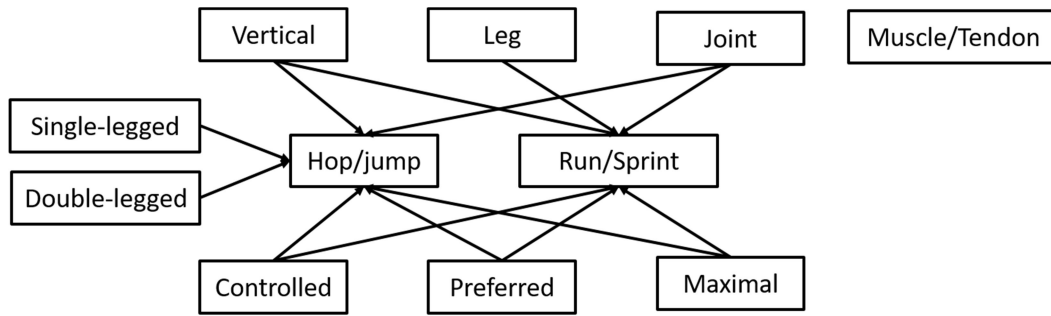 Vertical
Leg
Joint
Muscle/Tendon
Single-legged
Hop/jump
Run/Sprint
Double-legged
Controlled
Preferred
Maximal